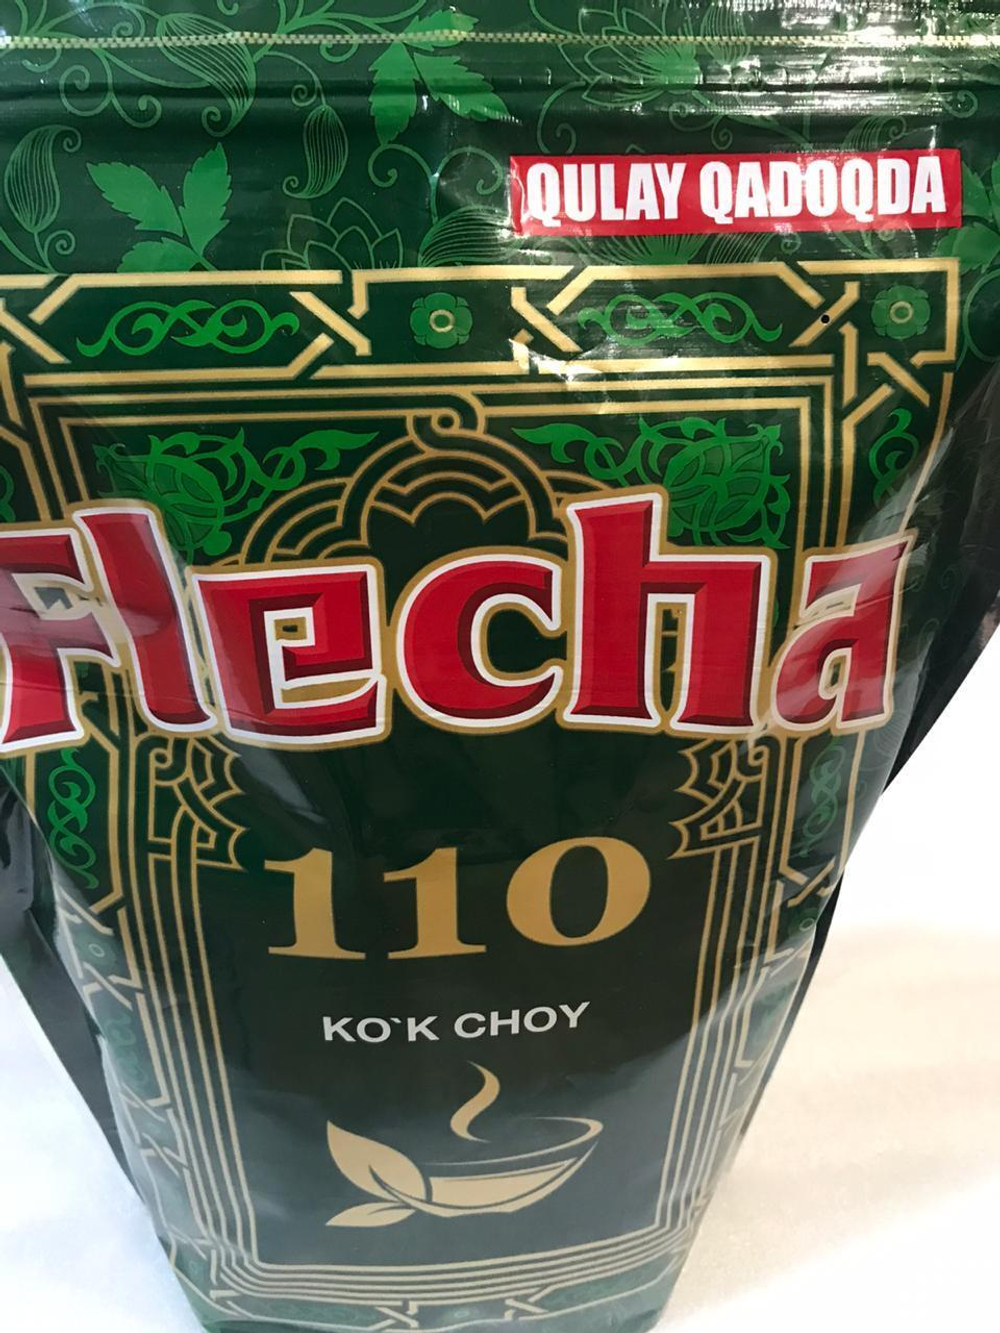 QULAY QADOQDA
Flecha
110
KO`K CHOY